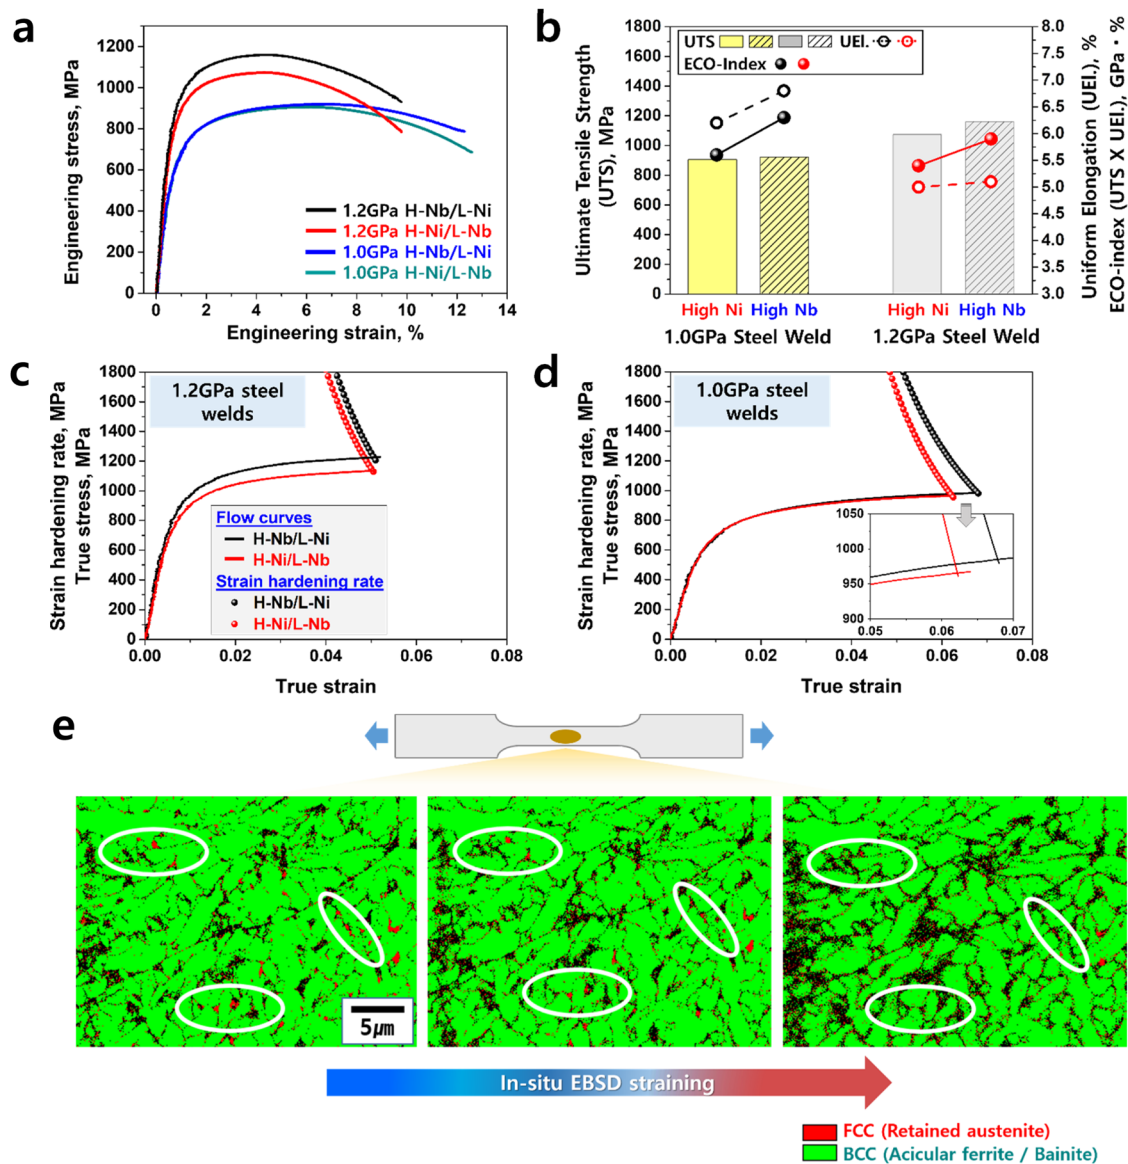 a
Engineering stress, MPa
1200
1000
800
600
400
200
0
1.2GPa H-Nb/L-Ni
1.2GPa H-Ni/L-Nb
1.0GPa H-Nb/L-Ni
1.0GPa H-Ni/L-Nb
0 2 4 6 8 10 12 14
Engineering strain, %
b
Ultimate Tensile Strength
(UTS), MPa
1800
1600
1400
1200
1000
800
600
400
200
0
UTS UEl.
ECO-Index
8.0
7.5
7.0
6.5
6.0
5.5
5.0
4.5
4.0
3.5
3.0
Uniform Elongation (UEl.), %
ECO-index (UTS X UEl.), GPa · %
High Ni High Nb High Ni High Nb
1.0GPa Steel Weld 1.2GPa Steel Weld
c
Strain hardening rate, MPa
True stress, MPa
1800
1600
1400
1200
1000
800
600
400
200
0
1.2GPa steel
welds
Flow curves
H-Nb/L-Ni
H-Ni/L-Nb
Strain hardening rate
H-Nb/L-Ni
H-Ni/L-Nb
0.00 0.02 0.04 0.06 0.08
True strain
d
Strain hardening rate, MPa
True stress, MPa
1800
1600
1400
1200
1000
800
600
400
200
0
1.0GPa steel
welds
1050
1000
950
900
0.05 0.06 0.07
0.00 0.02 0.04 0.06 0.08
True strain
e
5μm
In-situ EBSD straining
FCC (Retained austenite)
BCC (Acicular ferrite / Bainite)